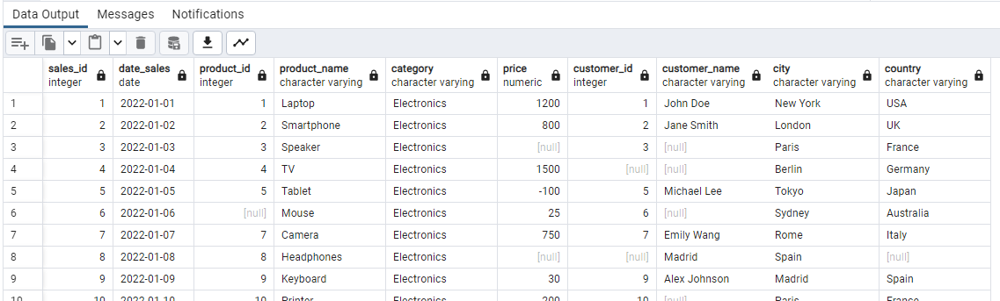 Data Output Messages Notifications
sales_id date_sales product_id product_name category price customer_id customer_name city country
integer date integer character varying character varying numeric integer character varying character varying character varying
1 1 2022-01-01 1 Laptop Electronics 1200 1 John Doe New York USA
2 2 2022-01-02 2 Smartphone Electronics 800 2 Jane Smith London UK
3 3 2022-01-03 3 Speaker Electronics [null] 3 [null] Paris France
4 4 2022-01-04 4 TV Electronics 1500 [null] [null] Berlin Germany
5 5 2022-01-05 5 Tablet Electronics -100 5 Michael Lee Tokyo Japan
6 6 2022-01-06 [null] Mouse Electronics 25 6 [null] Sydney Australia
7 7 2022-01-07 7 Camera Electronics 750 7 Emily Wang Rome Italy
8 8 2022-01-08 8 Headphones Electronics [null] [null] Madrid Spain [null]
9 9 2022-01-09 9 Keyboard Electronics 30 9 Alex Johnson Madrid Spain
10 10 2022-01-10 10 Printer Electronics 200 10 [null] Paris France